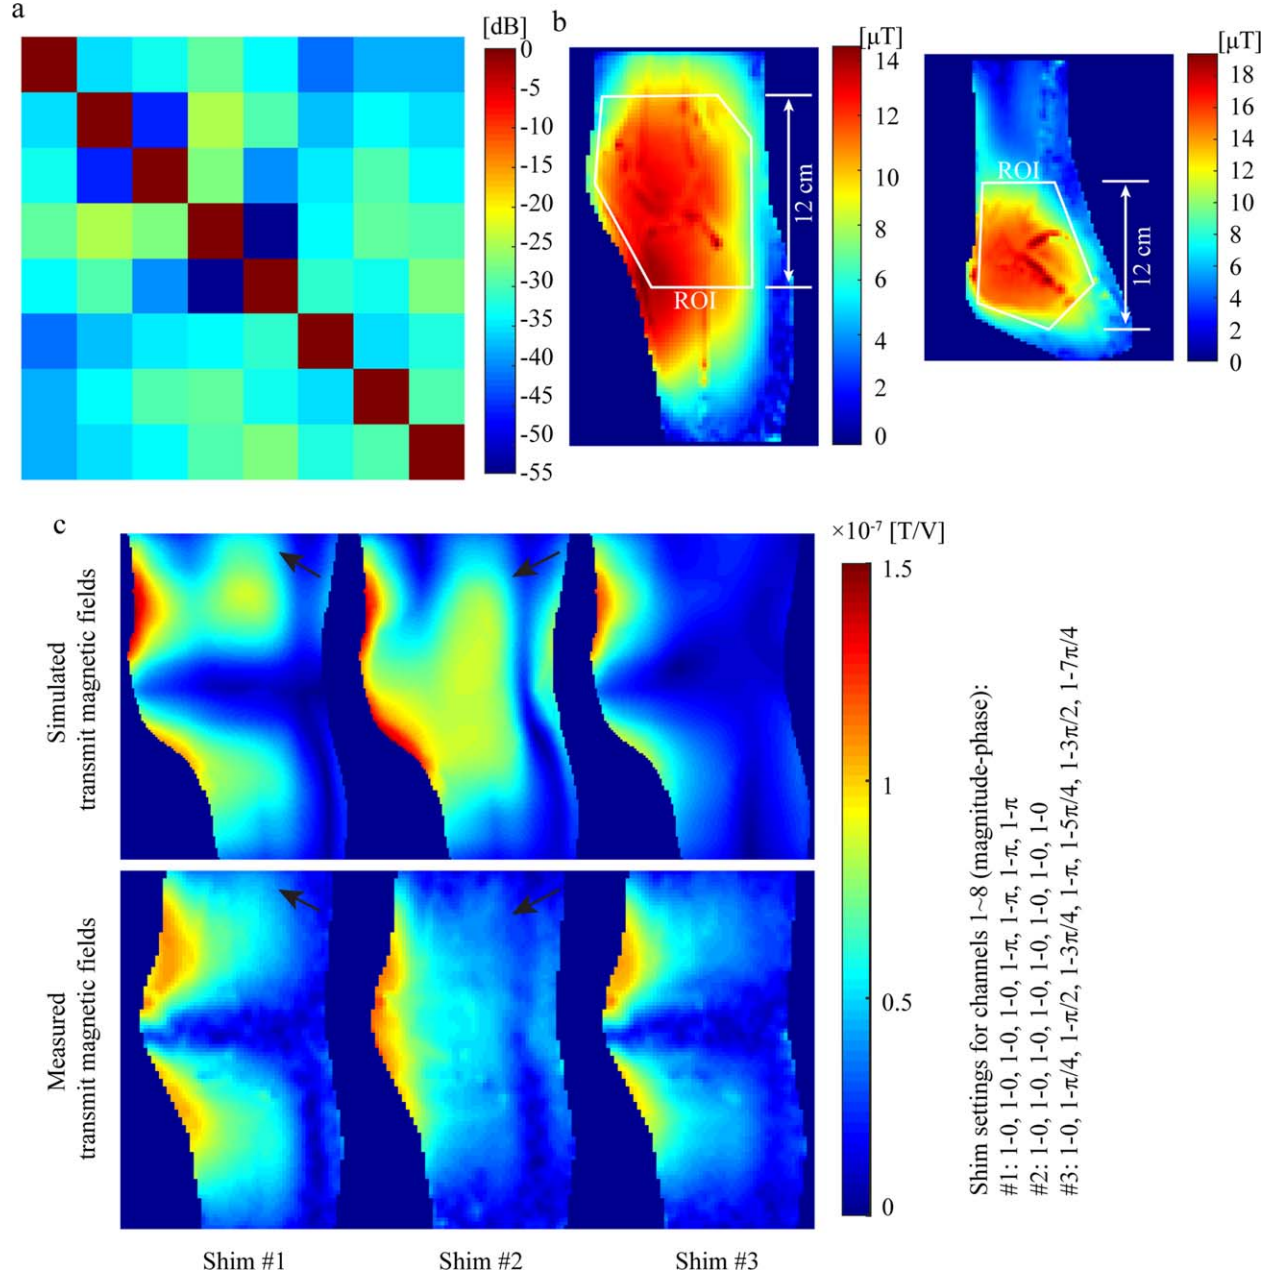 a
[dB]
0
-10
-15
-20
-25
-30
-35
-40
-45
-50
-55
b
[μT]
14
12
10
8
6
4
2
0
ROI
12 cm
[μT]
18
16
14
12
10
8
6
4
2
0
ROI
12 cm
c
×10⁻⁷ [T/V]
1.5
1
0.5
0
Simulated
transmit magnetic fields
Measured
transmit magnetic fields
Shim #1
Shim #2
Shim #3
Shim settings for channels 1~8 (magnitude-phase):
#1: 1-0, 1-0, 1-0, 1-0, 1-π, 1-π, 1-π, 1-π
#2: 1-0, 1-0, 1-0, 1-0, 1-0, 1-0, 1-0, 1-0
#3: 1-0, 1-π/4, 1-π/2, 1-3π/4, 1-π, 1-5π/4, 1-3π/2, 1-7π/4